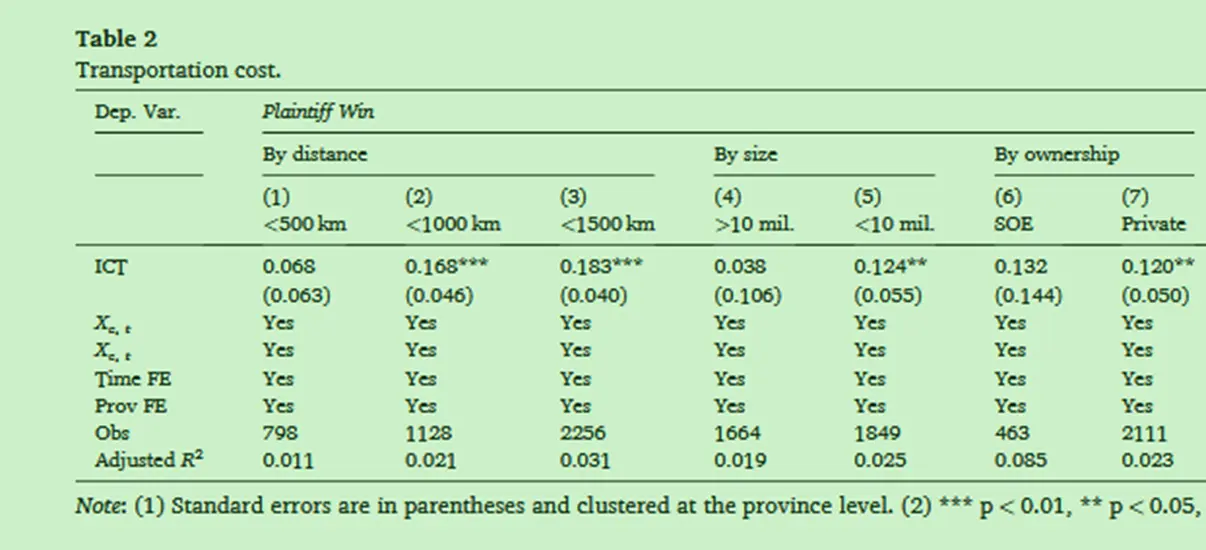 Table 2
Transportation cost.
Dep. Var. Plaintiff Win
By distance By size By ownership
(1) (2) (3) (4) (5) (6) (7)
<500 km <1000 km <1500 km >10 mil. <10 mil. SOE Private
ICT 0.068 0.168*** 0.183*** 0.038 0.124** 0.132 0.120**
(0.063) (0.046) (0.040) (0.106) (0.055) (0.144) (0.050)
Xc, t Yes Yes Yes Yes Yes Yes Yes
Xc, t Yes Yes Yes Yes Yes Yes Yes
Time FE Yes Yes Yes Yes Yes Yes Yes
Prov FE Yes Yes Yes Yes Yes Yes Yes
Obs 798 1128 2256 1664 1849 463 2111
Adjusted R² 0.011 0.021 0.031 0.019 0.025 0.085 0.023
Note: (1) Standard errors are in parentheses and clustered at the province level. (2) *** p < 0.01, ** p < 0.05,